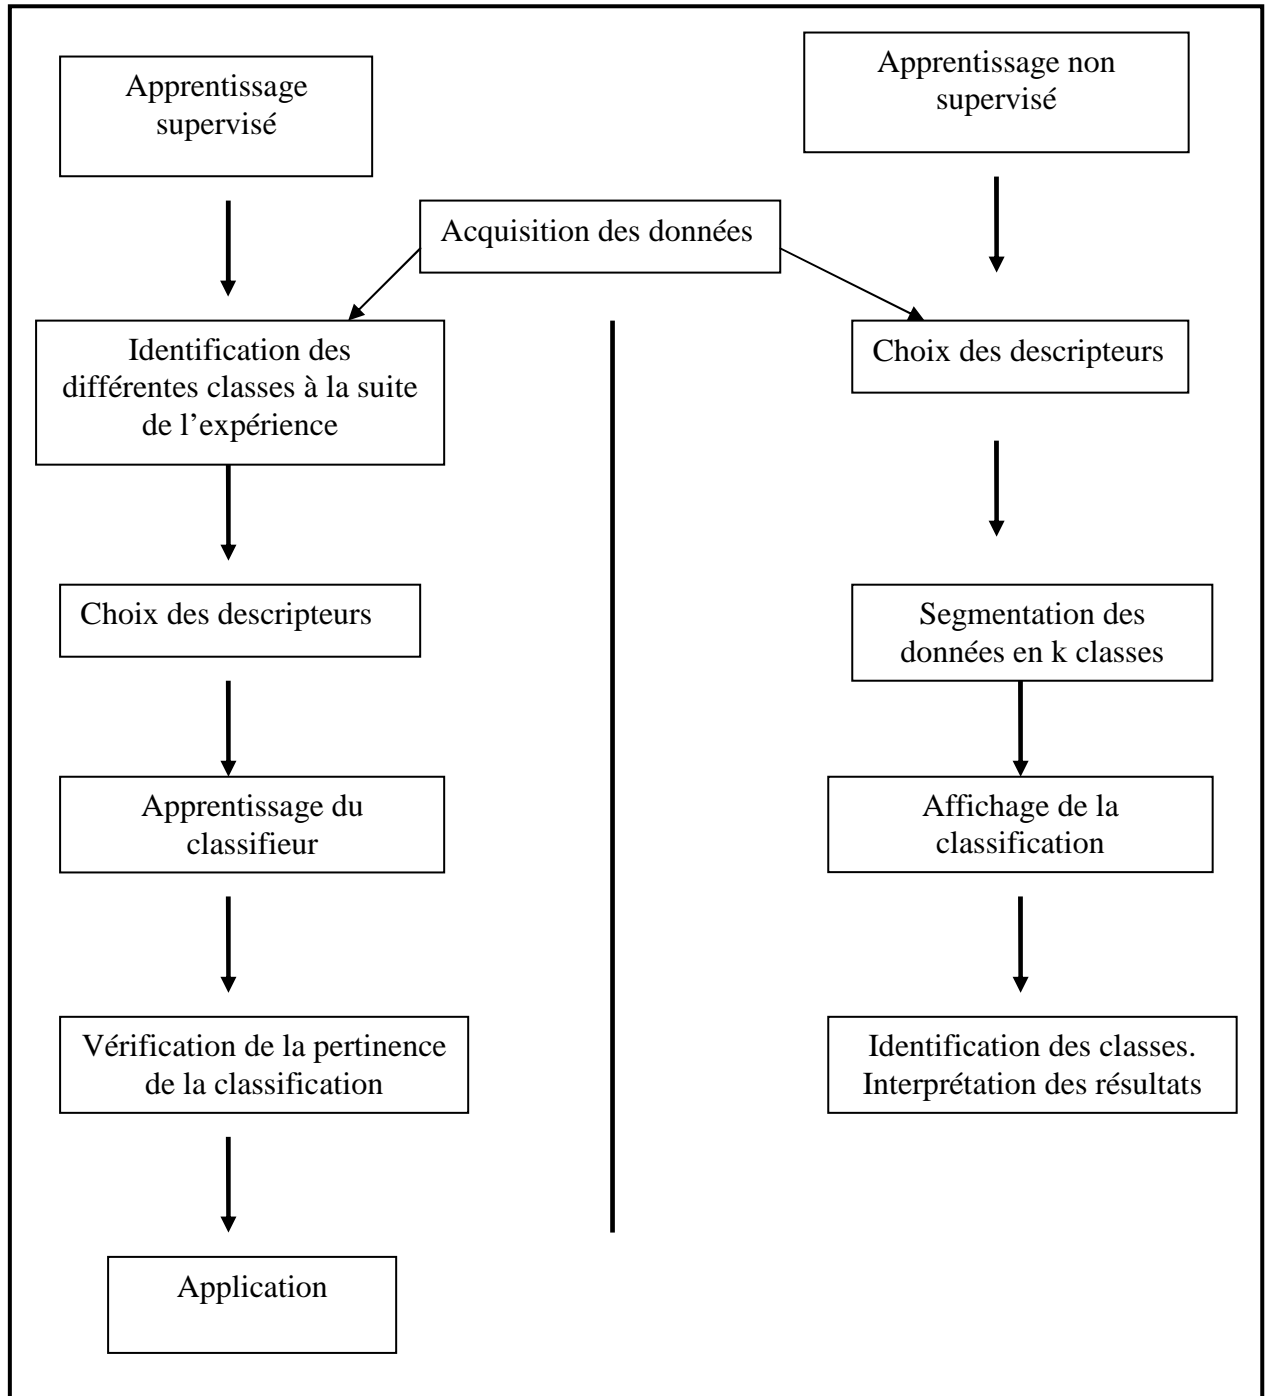 Apprentissage
supervisé
Apprentissage non
supervisé
Acquisition des données
Identification des
différentes classes à la suite
de l’expérience
Choix des descripteurs
Choix des descripteurs
Segmentation des
données en k classes
Apprentissage du
classifieur
Affichage de la
classification
Vérification de la pertinence
de la classification
Identification des classes.
Interprétation des résultats
Application